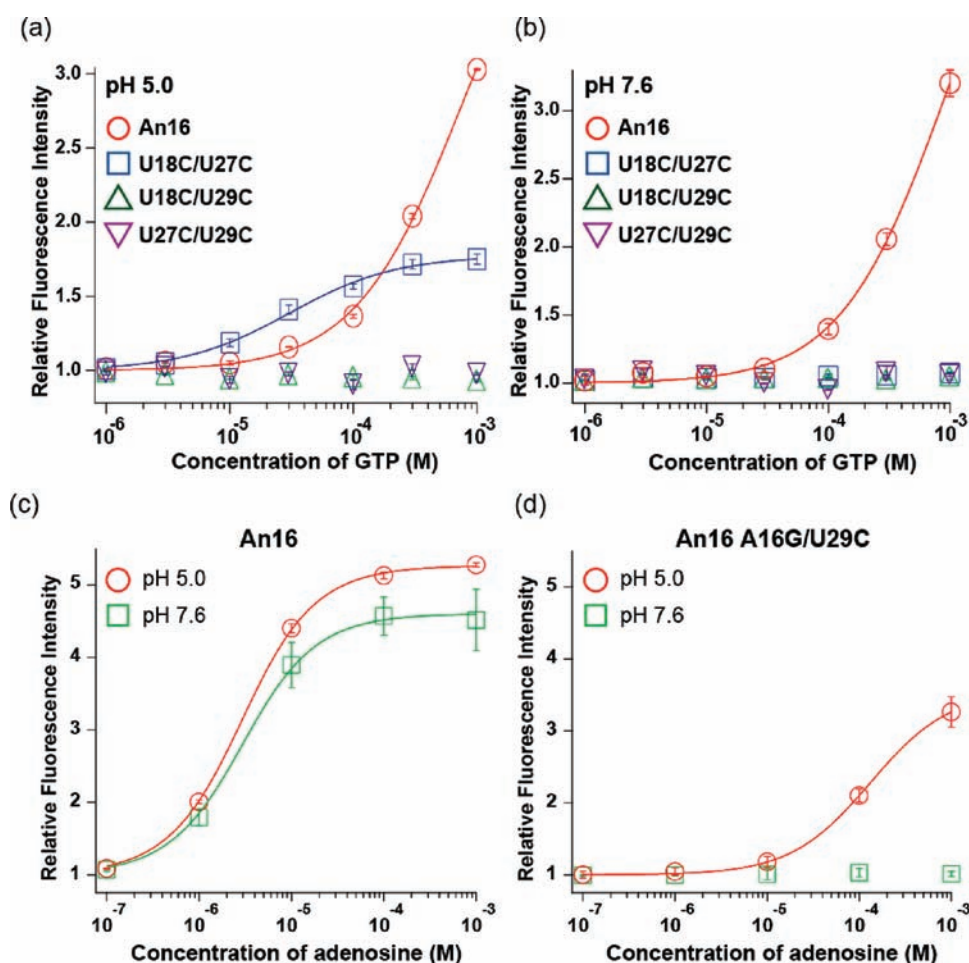 (a)
pH 5.0
An16
U18C/U27C
U18C/U29C
U27C/U29C
Relative Fluorescence Intensity
3.0
2.5
2.0
1.5
1.0
10-6
10-5
10-4
10-3
Concentration of GTP (M)
(b)
pH 7.6
An16
U18C/U27C
U18C/U29C
U27C/U29C
Relative Fluorescence Intensity
3.0
2.5
2.0
1.5
1.0
10-6
10-5
10-4
10-3
Concentration of GTP (M)
(c)
An16
pH 5.0
pH 7.6
Relative Fluorescence Intensity
5
4
3
2
1
10-7
10-6
10-5
10-4
10-3
Concentration of adenosine (M)
(d)
An16 A16G/U29C
pH 5.0
pH 7.6
Relative Fluorescence Intensity
5
4
3
2
1
10-7
10-6
10-5
10-4
10-3
Concentration of adenosine (M)